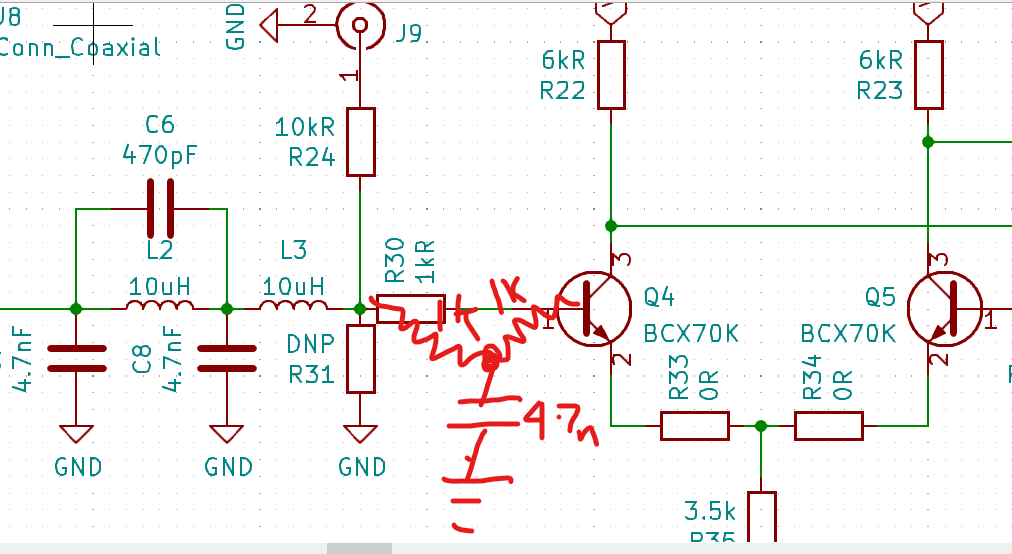 J8
Conn_Coaxial
GND
2
J9
1
6kR
R22
6kR
R23
10kR
R24
C6
470pF
L2
10uH
L3
10uH
R30
1kR
1K
1K
3
Q4
BCX70K
1
2
3
Q5
BCX70K
1
2
4.7nF
C8
4.7nF
DNP
R31
GND
GND
GND
4.7n
R33
0R
R34
0R
3.5k
R35